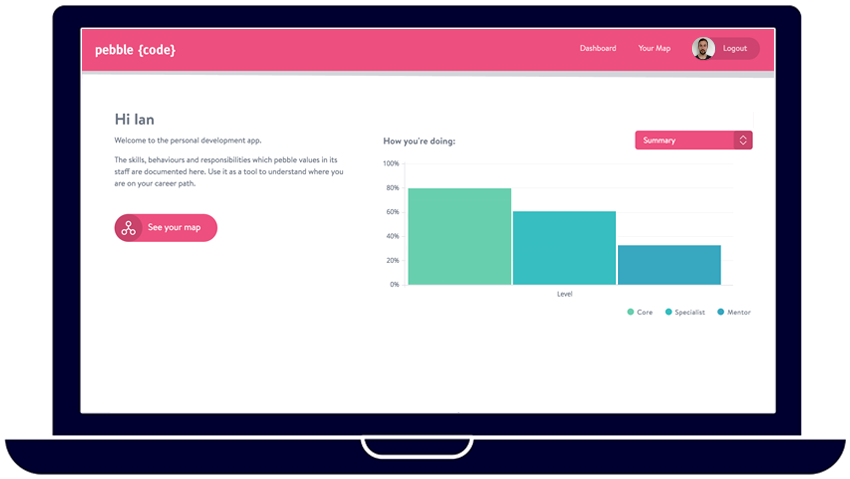 pebble {code}
Dashboard
Your Map
Logout
Hi Ian
Welcome to the personal development app.
The skills, behaviours and responsibilities which pebble values in its
staff are documented here. Use it as a tool to understand where you
are on your career path.
See your map
How you're doing:
Summary
100%
80%
60%
40%
20%
0%
Level
Core
Specialist
Mentor